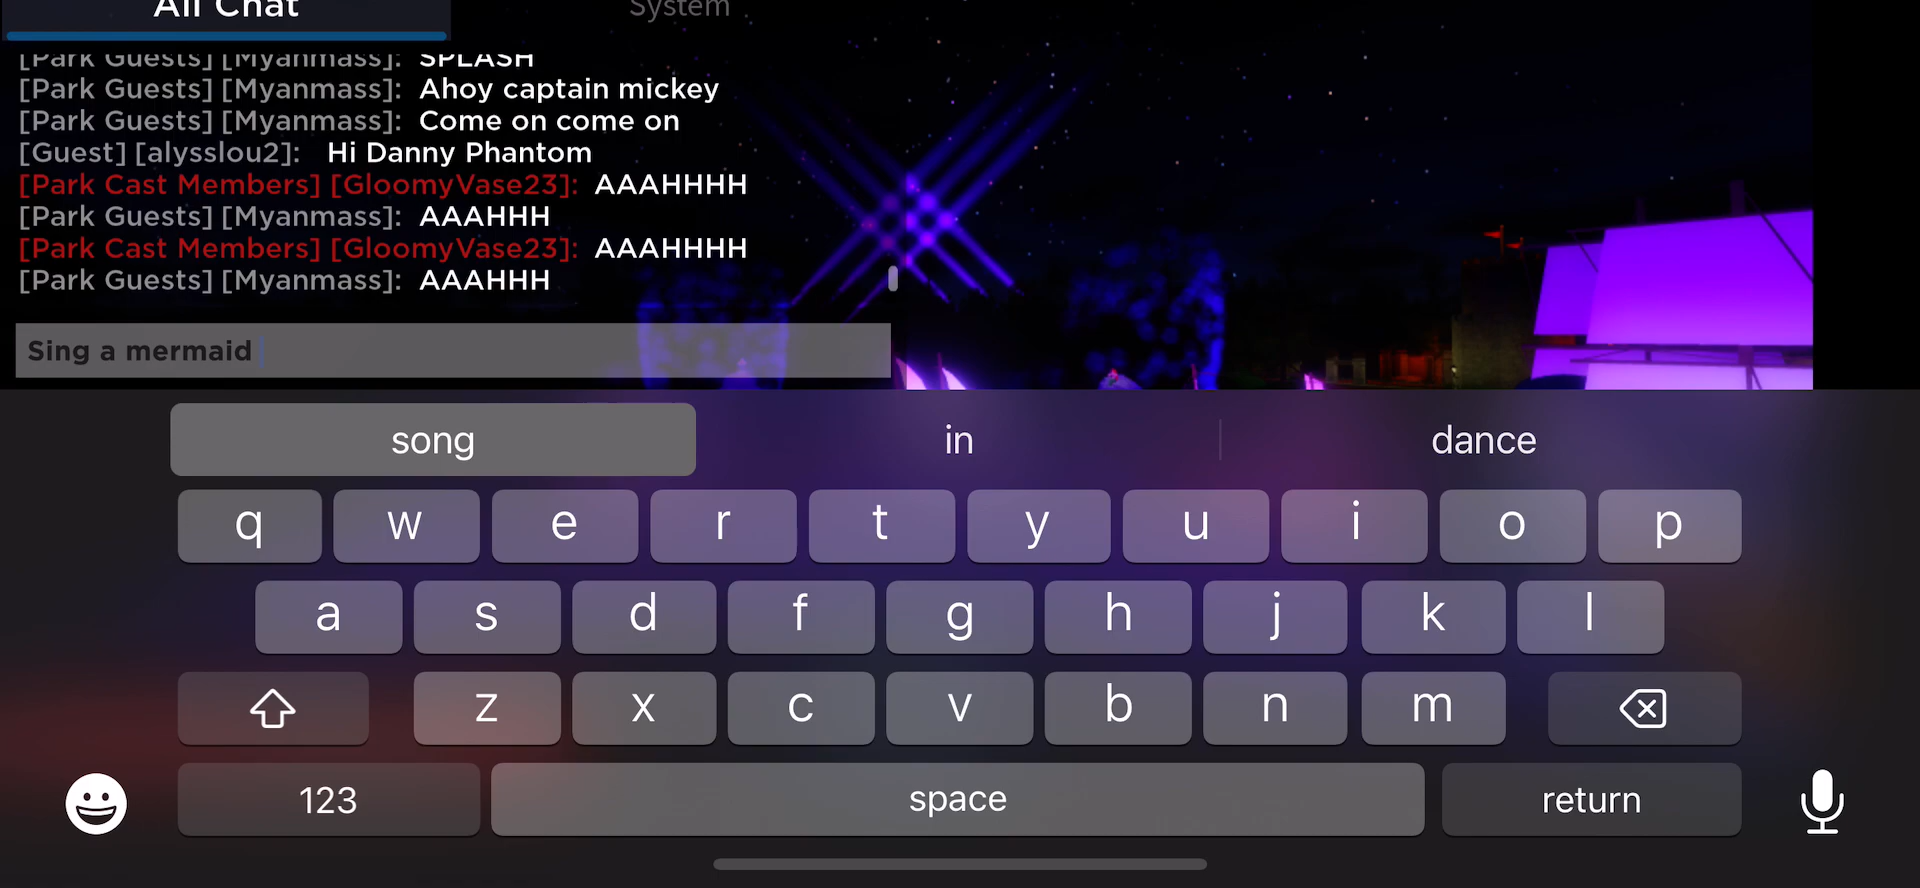 All Chat
System
[Park Guests] [Myanmass]: SPLASH
[Park Guests] [Myanmass]: Ahoy captain mickey
[Park Guests] [Myanmass]: Come on come on
[Guest] [alysslou2]: Hi Danny Phantom
[Park Cast Members] [GloomyVase23]: AAAHHHH
[Park Guests] [Myanmass]: AAAHHH
[Park Cast Members] [GloomyVase23]: AAAHHHH
[Park Guests] [Myanmass]: AAAHHH
Sing a mermaid
song in dance
q w e r t y u i o p
a s d f g h j k l
z x c v b n m
123 space return